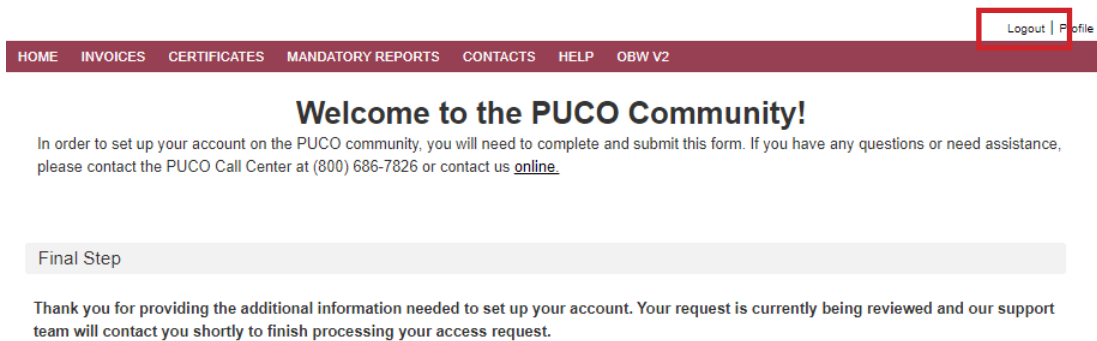 Logout | Profile
HOME INVOICES CERTIFICATES MANDATORY REPORTS CONTACTS HELP OBW V2
Welcome to the PUCO Community!
In order to set up your account on the PUCO community, you will need to complete and submit this form. If you have any questions or need assistance,
please contact the PUCO Call Center at (800) 686-7826 or contact us online.
Final Step
Thank you for providing the additional information needed to set up your account. Your request is currently being reviewed and our support
team will contact you shortly to finish processing your access request.